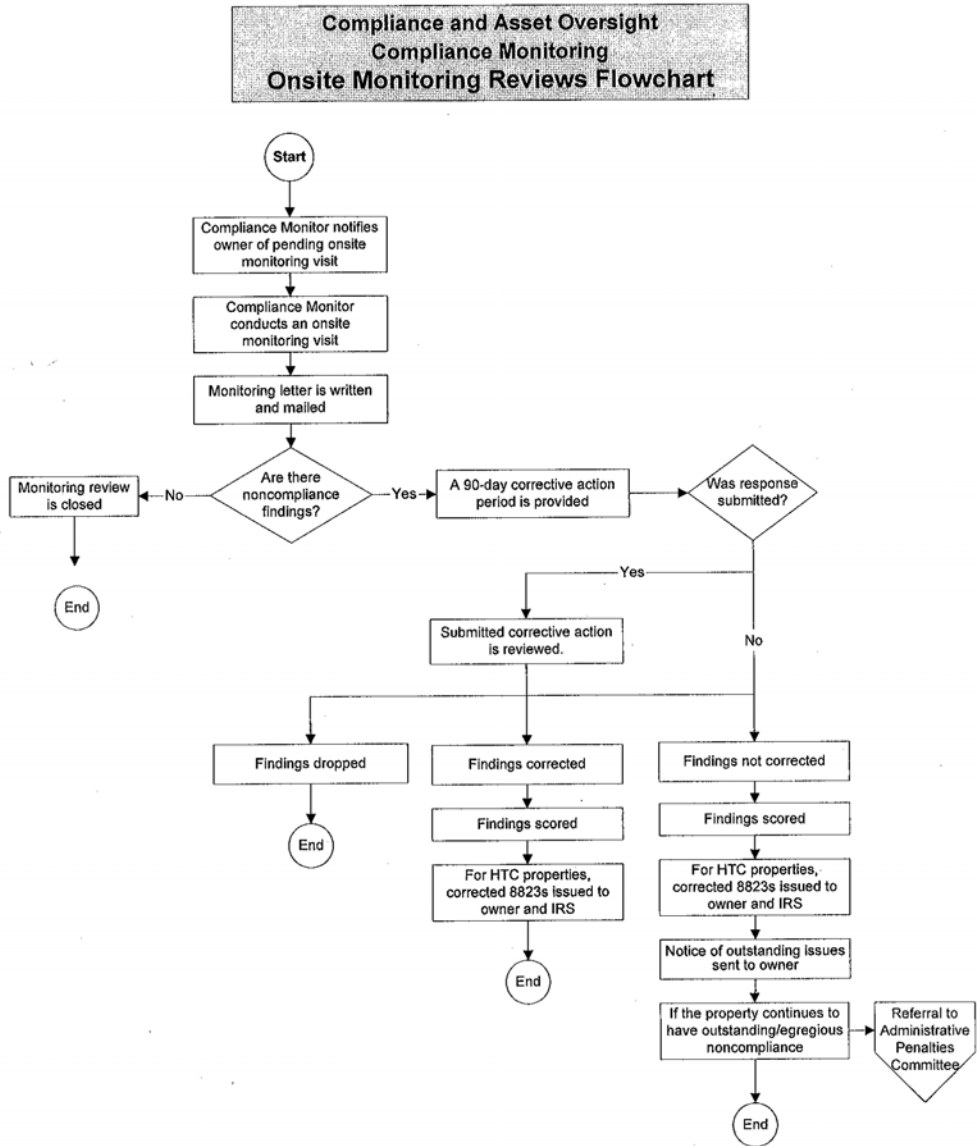 Compliance and Asset Oversight
Compliance Monitoring
Onsite Monitoring Reviews Flowchart
Start
Compliance Monitor notifies
owner of pending onsite
monitoring visit
Compliance Monitor
conducts an onsite
monitoring visit
Monitoring letter is written
and mailed
Monitoring review
is closed
No
Are there
noncompliance
findings?
Yes
A 90-day corrective action
period is provided
Was response
submitted?
End
Yes
Submitted corrective action
is reviewed.
No
Findings dropped
Findings corrected
Findings not corrected
End
Findings scored
Findings scored
For HTC properties,
corrected 8823s issued to
owner and IRS
For HTC properties,
corrected 8823s issued to
owner and IRS
End
Notice of outstanding issues
sent to owner
If the property continues to
have outstanding/egregious
noncompliance
Referral to
Administrative
Penalties
Committee
End